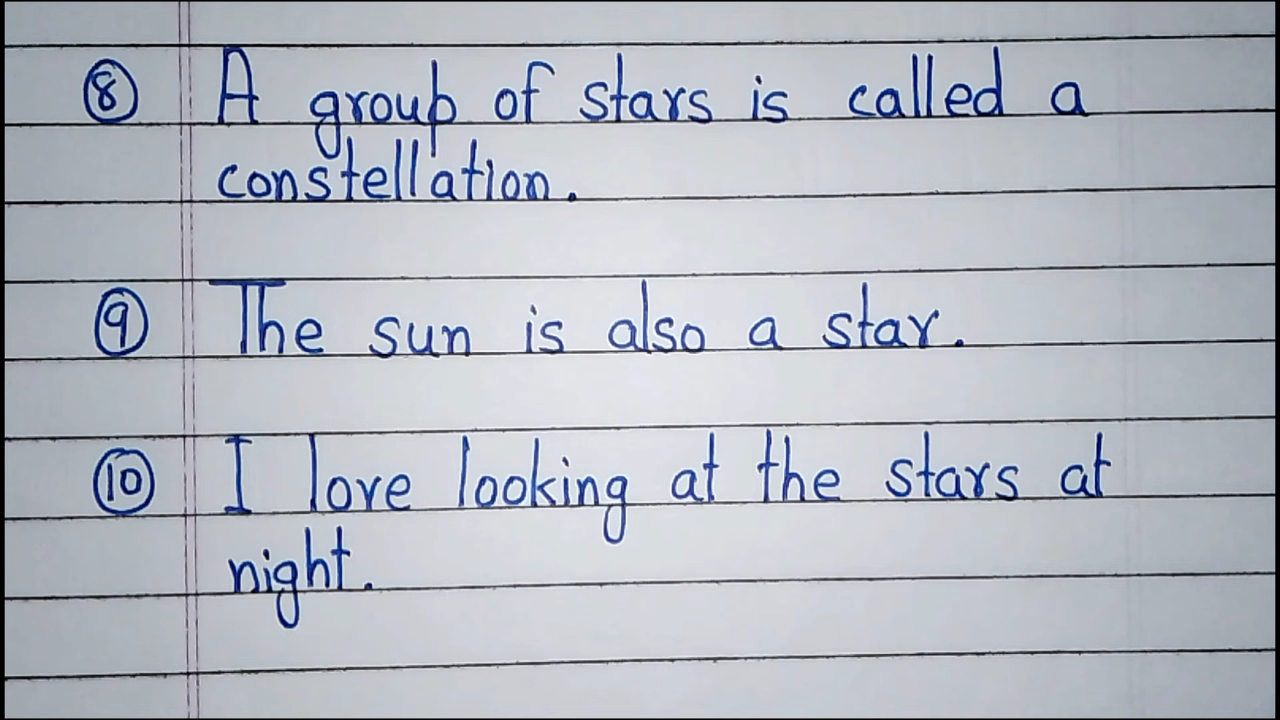 ⑧ A group of stars is called a
constellation.
⑨ The sun is also a star.
⑩ I love looking at the stars at
night.